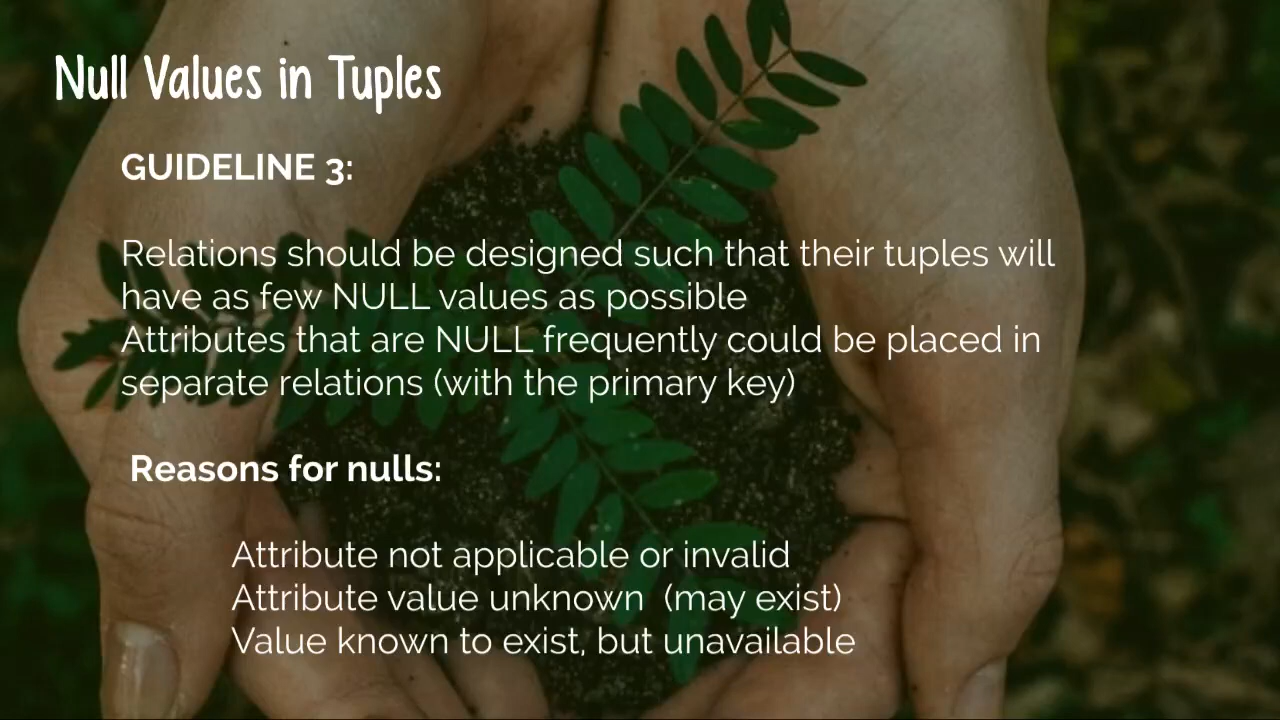 Null Values in Tuples
GUIDELINE 3:
Relations should be designed such that their tuples will
have as few NULL values as possible
Attributes that are NULL frequently could be placed in
separate relations (with the primary key)
Reasons for nulls:
Attribute not applicable or invalid
Attribute value unknown  (may exist)
Value known to exist, but unavailable